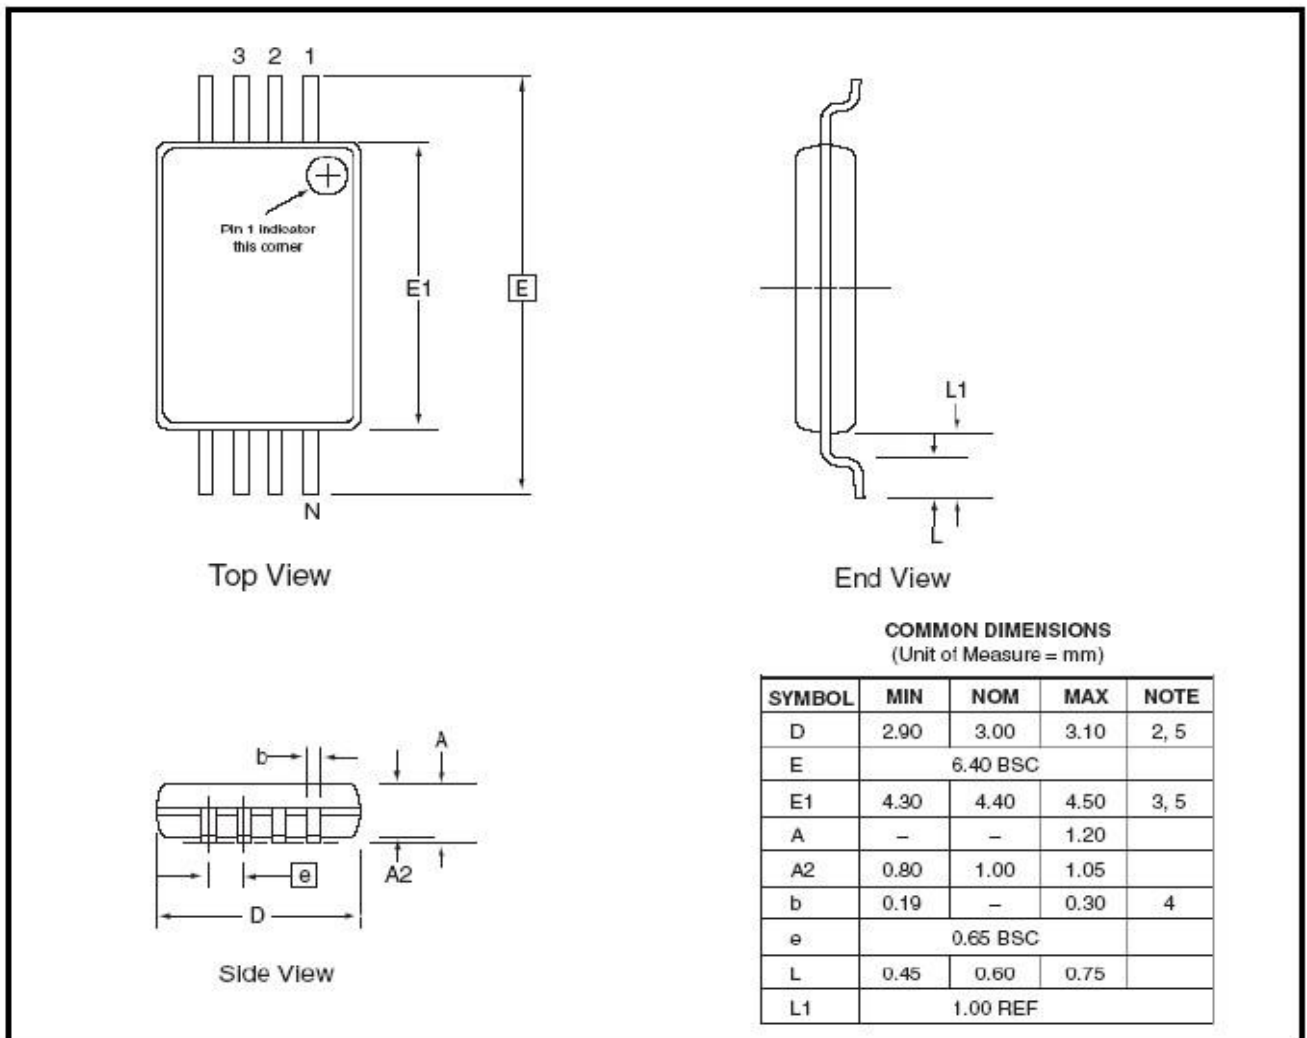 3 2 1
Pin 1 indicator
this corner
E1
E
N
Top View
L1
L
End View
b
A
e
A2
D
Side View
COMMON DIMENSIONS
(Unit of Measure = mm)
SYMBOL MIN NOM MAX NOTE
D 2.90 3.00 3.10 2, 5
E 6.40 BSC
E1 4.30 4.40 4.50 3, 5
A – – 1.20
A2 0.80 1.00 1.05
b 0.19 – 0.30 4
e 0.65 BSC
L 0.45 0.60 0.75
L1 1.00 REF